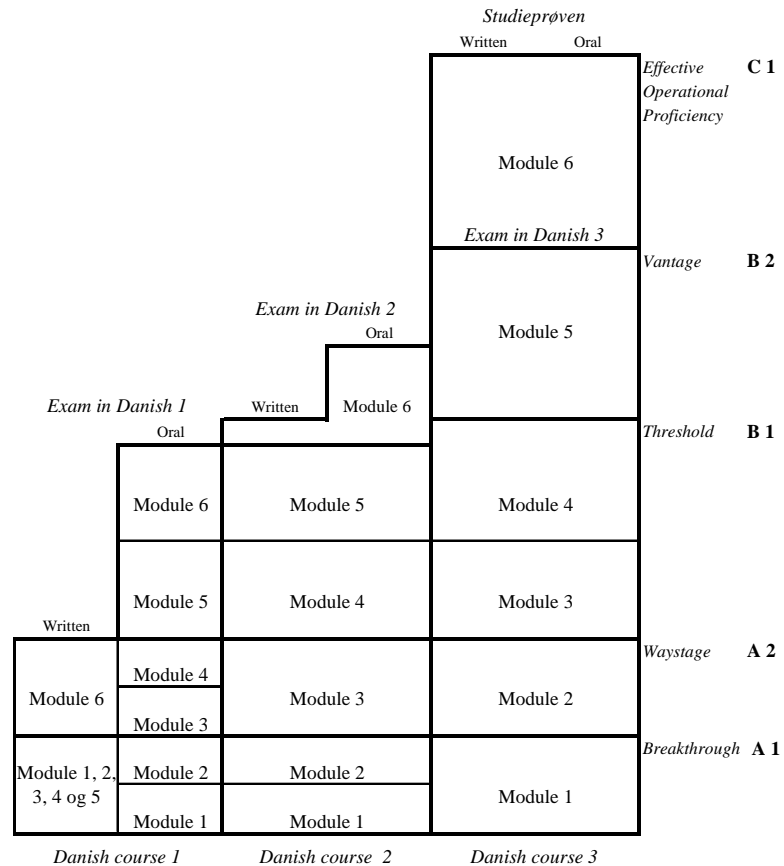 Studieprøven
Written Oral
Effective C 1
Operational
Proficiency
Module 6
Exam in Danish 3
Vantage B 2
Exam in Danish 2
Module 5
Oral
Exam in Danish 1
Written Module 6
Oral
Threshold B 1
Module 6 Module 5 Module 4
Module 5 Module 4 Module 3
Written
Waystage A 2
Module 4
Module 6 Module 3 Module 2
Module 3
Breakthrough A 1
Module 1, 2, Module 2 Module 2
3, 4 og 5 Module 1
Module 1 Module 1
Danish course 1 Danish course 2 Danish course 3